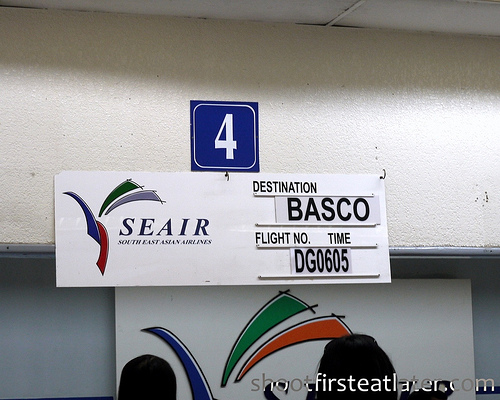 4
SEAIR
SOUTH EAST ASIAN AIRLINES
DESTINATION
BASCO
FLIGHT NO. TIME
DG0605
shootfirsteatlater.com